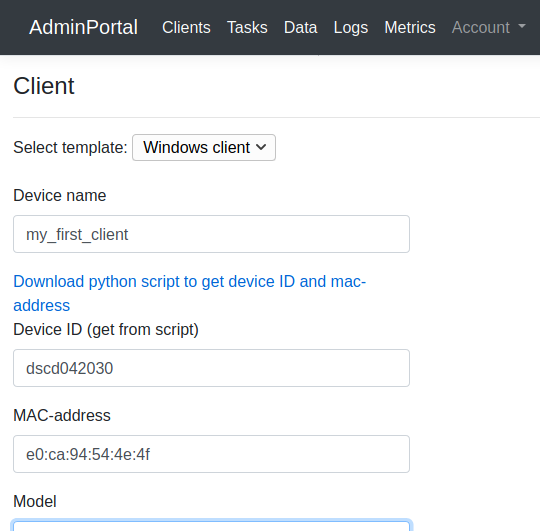 AdminPortal Clients Tasks Data Logs Metrics Account
Client
Select template: Windows client
Device name
my_first_client
Download python script to get device ID and mac-
address
Device ID (get from script)
dscd042030
MAC-address
e0:ca:94:54:4e:4f
Model